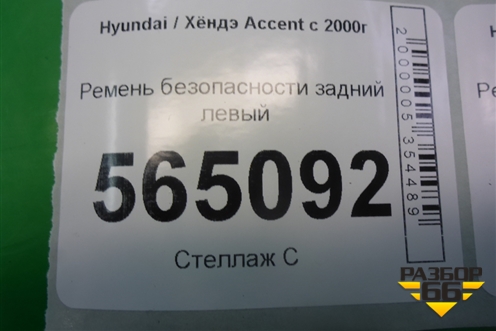 Hyundai / Хёндэ Accent с 2000г
Ремень безопасности задний
левый
565092
Стеллаж С
2000005354489
РАЗБОР
66